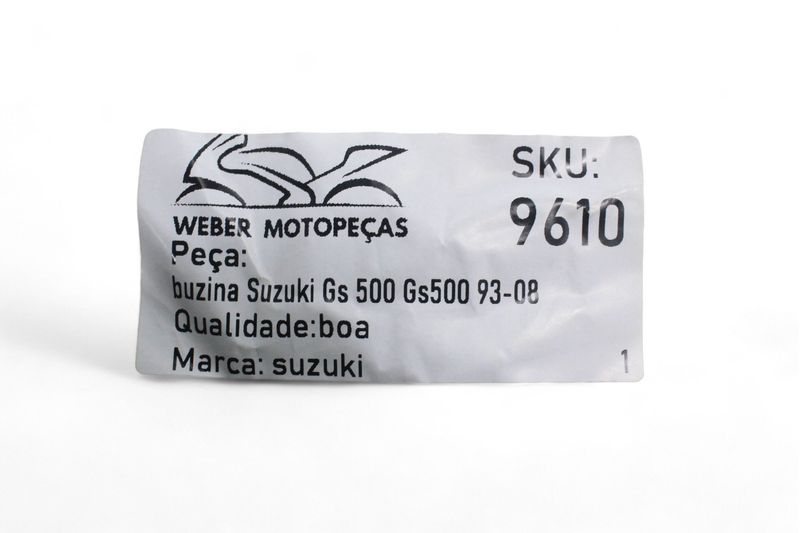 WEBER MOTOPEÇAS
SKU:
9610
Peça:
buzina Suzuki Gs 500 Gs500 93-08
Qualidade:boa
Marca: suzuki
1